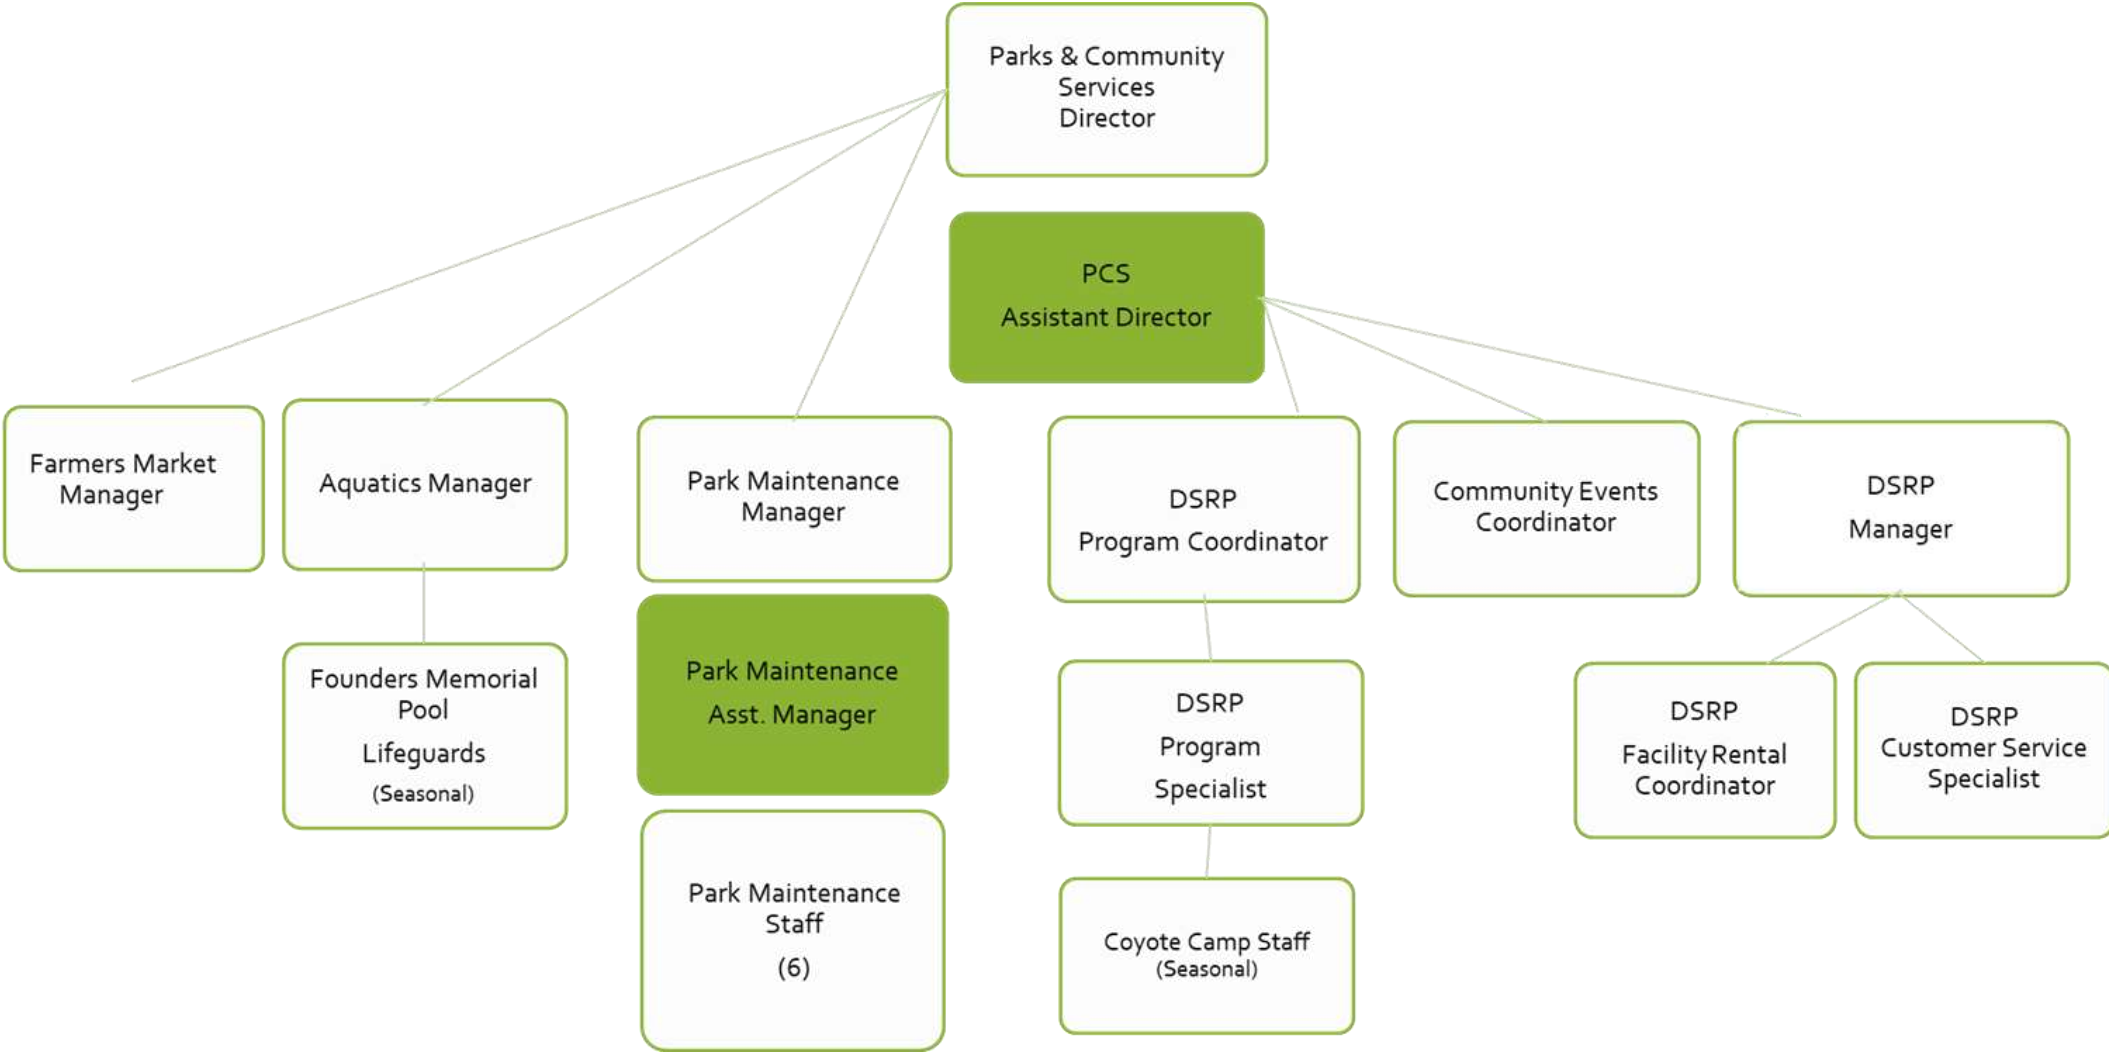 Parks & Community
Services
Director
PCS
Assistant Director
Farmers Market
Manager
Aquatics Manager
Park Maintenance
Manager
DSRP
Program Coordinator
Community Events
Coordinator
DSRP
Manager
Founders Memorial
Pool
Lifeguards
(Seasonal)
Park Maintenance
Asst. Manager
DSRP
Program
Specialist
DSRP
Facility Rental
Coordinator
DSRP
Customer Service
Specialist
Park Maintenance
Staff
(6)
Coyote Camp Staff
(Seasonal)